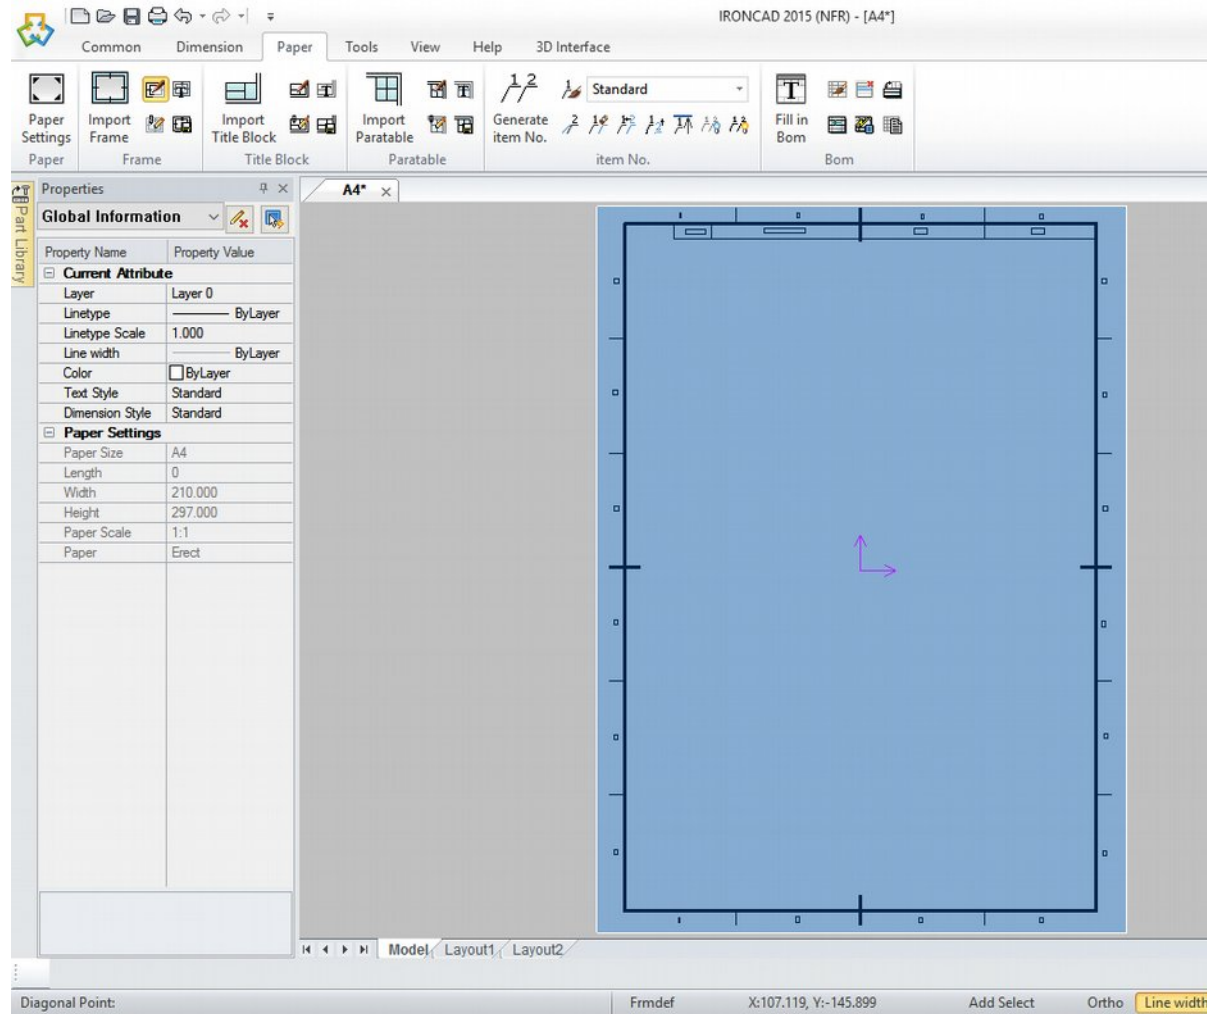 IRONCAD 2015 (NFR) - [A4*]
Common Dimension Paper Tools View Help 3D Interface
Paper Settings
Import Frame
Import Title Block
Import Paratable
1 2
Generate item No.
Standard
Fill in Bom
Paper Frame Title Block Paratable item No. Bom
Part Library
Properties
A4*
Global Information
Property Name Property Value
Current Attribute
Layer Layer 0
Linetype ByLayer
Linetype Scale 1.000
Line width ByLayer
Color ByLayer
Text Style Standard
Dimension Style Standard
Paper Settings
Paper Size A4
Length 0
Width 210.000
Height 297.000
Paper Scale 1:1
Paper Erect
Model Layout1 Layout2
Diagonal Point: Frmdef X:107.119, Y:-145.899 Add Select Ortho Line width